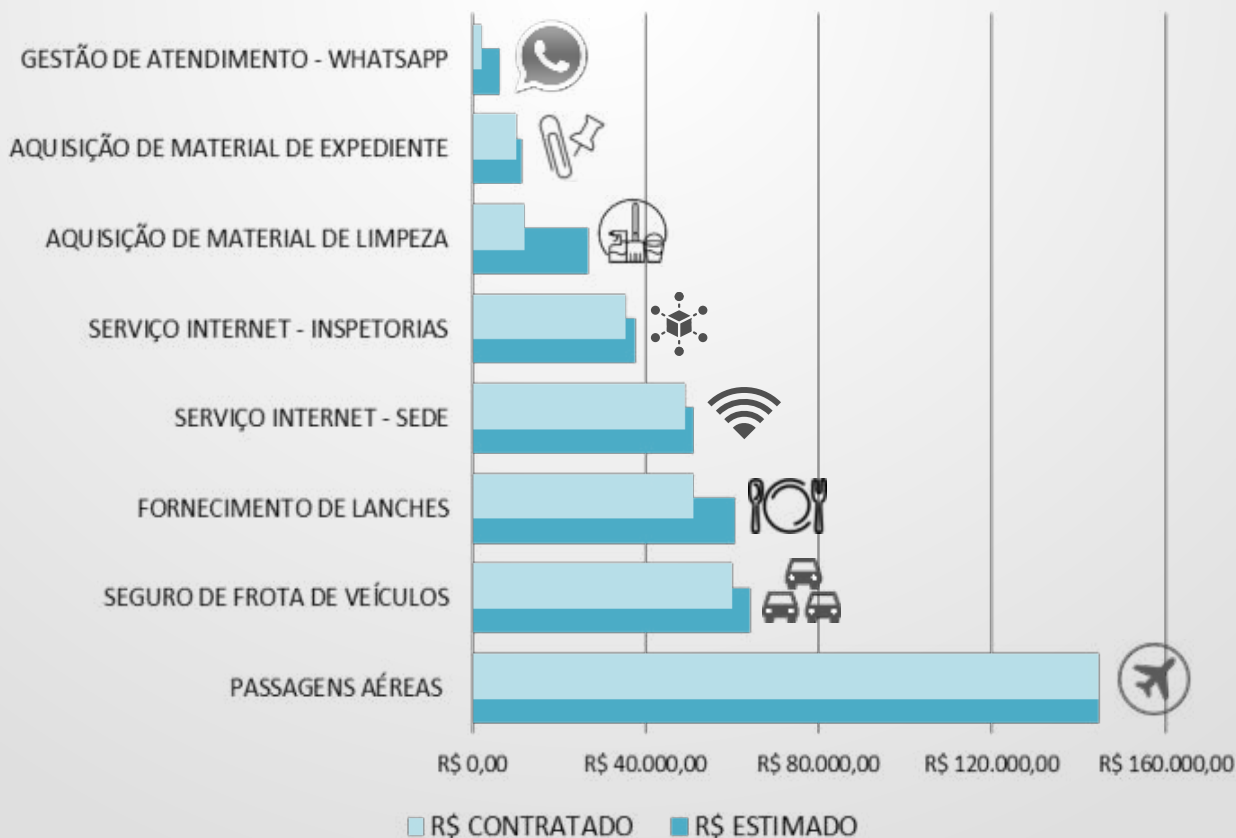 GESTÃO DE ATENDIMENTO - WHATSAPP
AQUISIÇÃO DE MATERIAL DE EXPEDIENTE
AQUISIÇÃO DE MATERIAL DE LIMPEZA
SERVIÇO INTERNET - INSPETORIAS
SERVIÇO INTERNET - SEDE
FORNECIMENTO DE LANCHES
SEGURO DE FROTA DE VEÍCULOS
PASSAGENS AÉREAS
R$ 0,00 R$ 40.000,00 R$ 80.000,00 R$ 120.000,00 R$ 160.000,00
R$ CONTRATADO R$ ESTIMADO